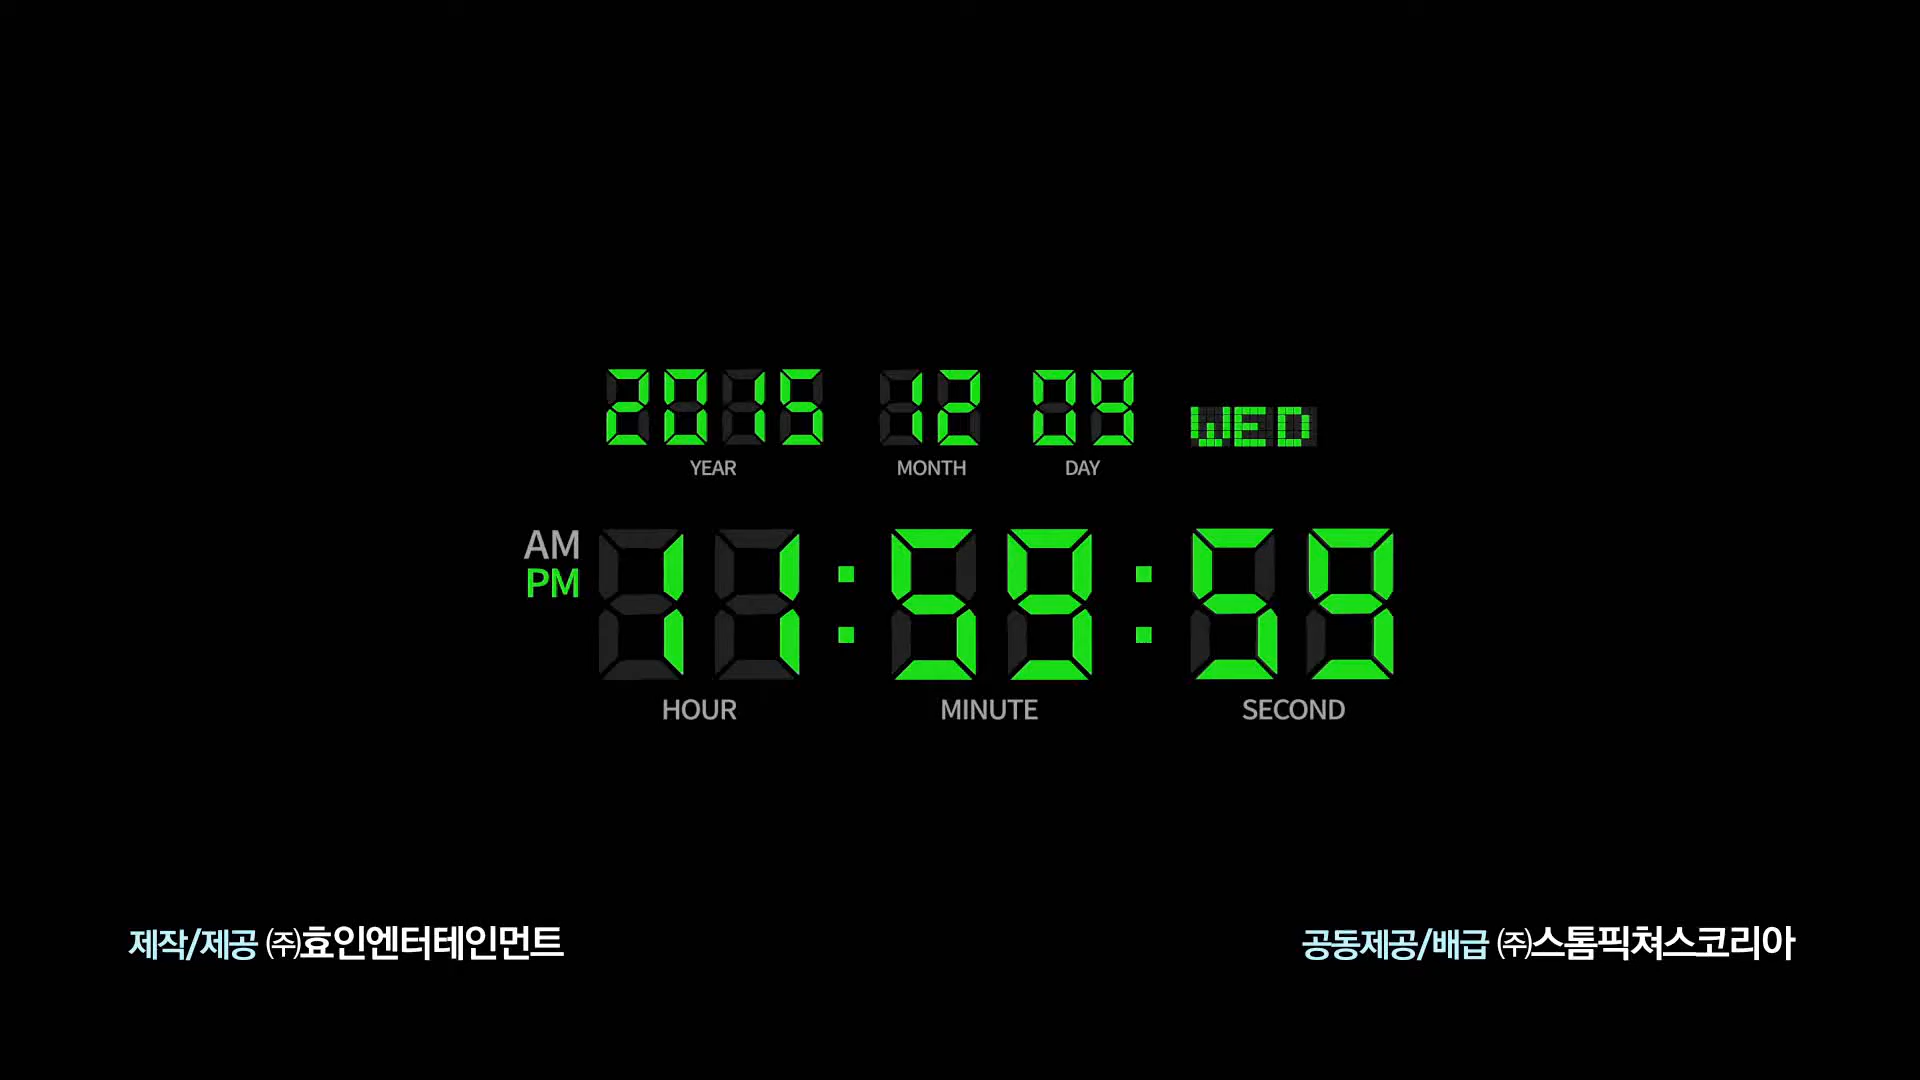 2015 12 09 WED
YEAR MONTH DAY
AM
PM
11:59:59
HOUR MINUTE SECOND
제작/제공 ㈜효인엔터테인먼트
공동제공/배급 ㈜스톰픽쳐스코리아